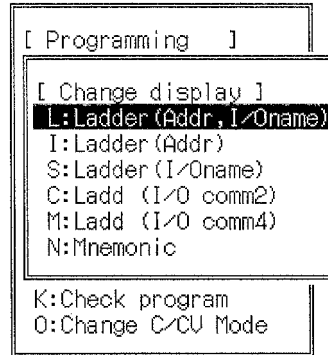 [ Programming ]
[ Change display ]
L:Ladder(Addr,I/Oname)
I:Ladder(Addr)
S:Ladder(I/Oname)
C:Ladd (I/O comm2)
M:Ladd (I/O comm4)
N:Mnemonic
K:Check program
O:Change C/CV Mode